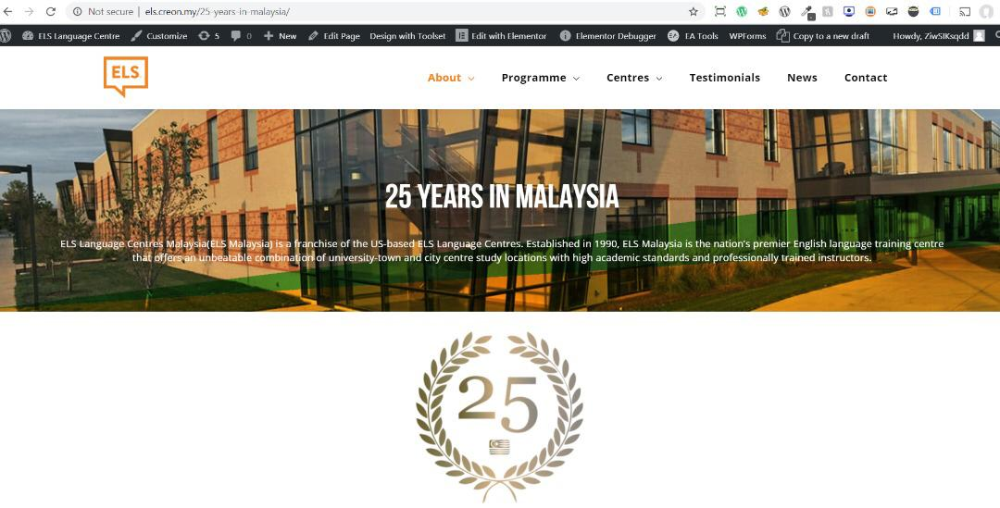 Not secure | els.creon.my/25-years-in-malaysia/
ELS Language Centre Customize 5 0 New Edit Page Design with Toolset Edit with Elementor Elementor Debugger EA Tools WPForms Copy to a new draft Howdy, ZiwSIKsqdd
ELS
About Programme Centres Testimonials News Contact
25 YEARS IN MALAYSIA
ELS Language Centres Malaysia(ELS Malaysia) is a franchise of the US-based ELS Language Centres. Established in 1990, ELS Malaysia is the nation's premier English language training centre
that offers an unbeatable combination of university-town and city centre study locations with high academic standards and professionally trained instructors.
25